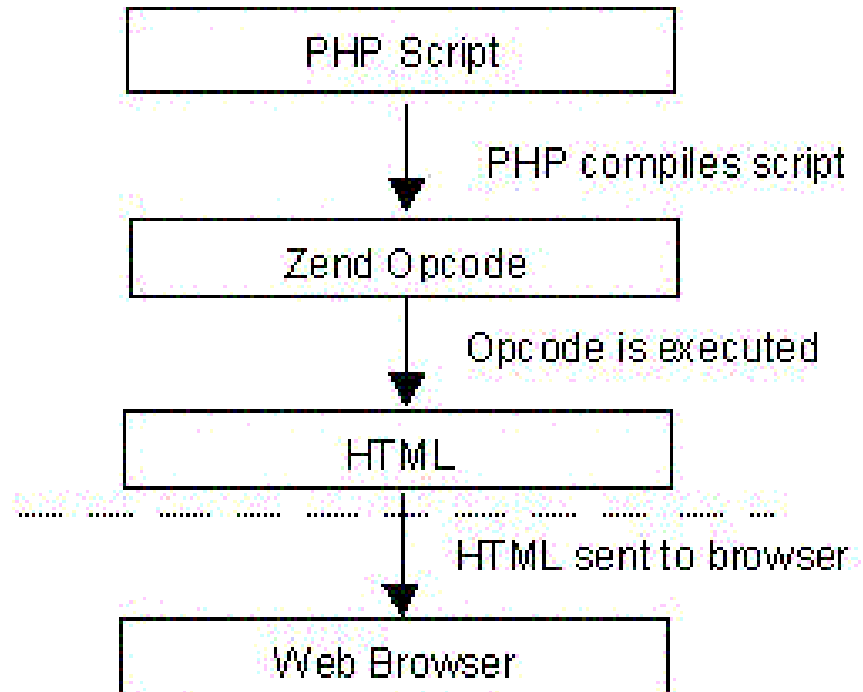 PHP Script
PHP compiles script
Zend Opcode
Opcode is executed
HTML
HTML sent to browser
Web Browser